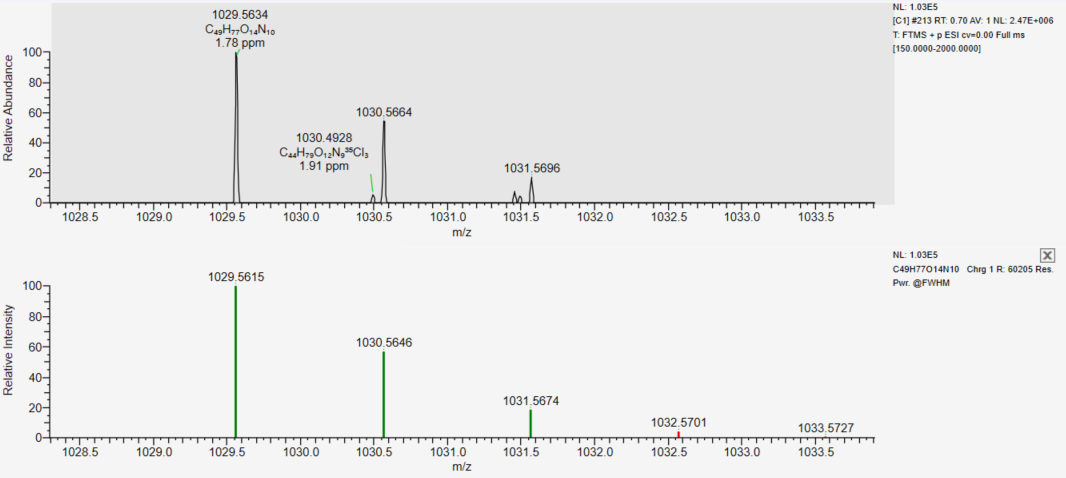 1029.5634
C₄₉H₇₇O₁₄N₁₀
1.78 ppm
NL: 1.03E5
[C1] #213 RT: 0.70 AV: 1 NL: 2.47E+006
T: FTMS + p ESI cv=0.00 Full ms
[150.0000-2000.0000]
Relative Abundance
100
80
60
40
20
0
1030.5664
1030.4928
C₄₄H₇₉O₁₂N₉³⁵Cl₃
1.91 ppm
1031.5696
1028.5 1029.0 1029.5 1030.0 1030.5 1031.0 1031.5 1032.0 1032.5 1033.0 1033.5
m/z
NL: 1.03E5
C49H77O14N10 Chrg 1 R: 60205 Res.
Pwr. @FWHM
Relative Intensity
100
80
60
40
20
0
1029.5615
1030.5646
1031.5674
1032.5701
1033.5727
1028.5 1029.0 1029.5 1030.0 1030.5 1031.0 1031.5 1032.0 1032.5 1033.0 1033.5
m/z